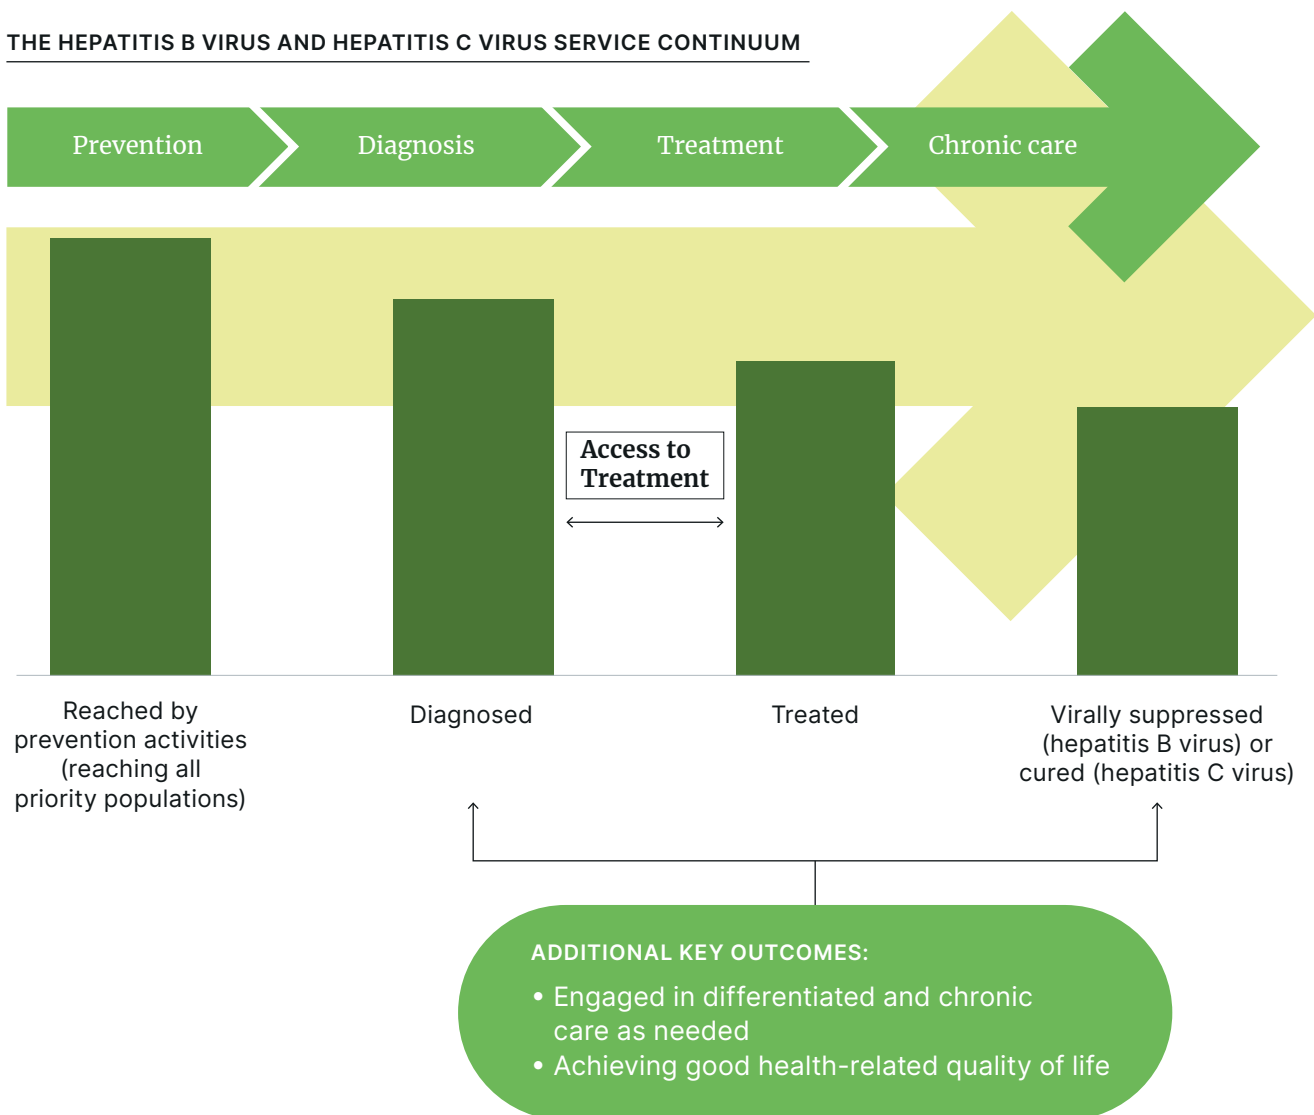 THE HEPATITIS B VIRUS AND HEPATITIS C VIRUS SERVICE CONTINUUM
Prevention
Diagnosis
Treatment
Chronic care
Access to
Treatment
Reached by
prevention activities
(reaching all
priority populations)
Diagnosed
Treated
Virally suppressed
(hepatitis B virus) or
cured (hepatitis C virus)
ADDITIONAL KEY OUTCOMES:
• Engaged in differentiated and chronic
care as needed
• Achieving good health-related quality of life